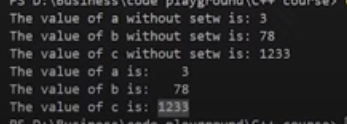 PS D:\Business\code playground\C++ course>
The value of a without setw is: 3
The value of b without setw is: 78
The value of c without setw is: 1233
The value of a is:    3
The value of b is:   78
The value of c is: 1233
PS D:\Business\code playground\C++ course>